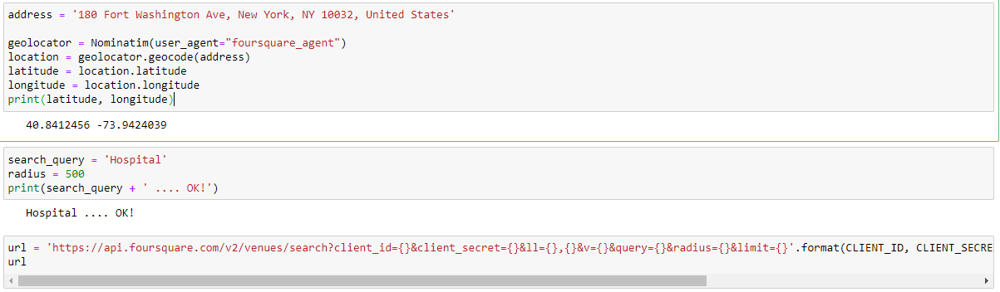 address = '180 Fort Washington Ave, New York, NY 10032, United States'
geolocator = Nominatim(user_agent="foursquare_agent")
location = geolocator.geocode(address)
latitude = location.latitude
longitude = location.longitude
print(latitude, longitude)
40.8412456 -73.9424039
search_query = 'Hospital'
radius = 500
print(search_query + ' .... OK!')
Hospital .... OK!
url = 'https://api.foursquare.com/v2/venues/search?client_id={}&client_secret={}&ll={},{}&v={}&query={}&radius={}&limit={}'.format(CLIENT_ID, CLIENT_SECRE
url